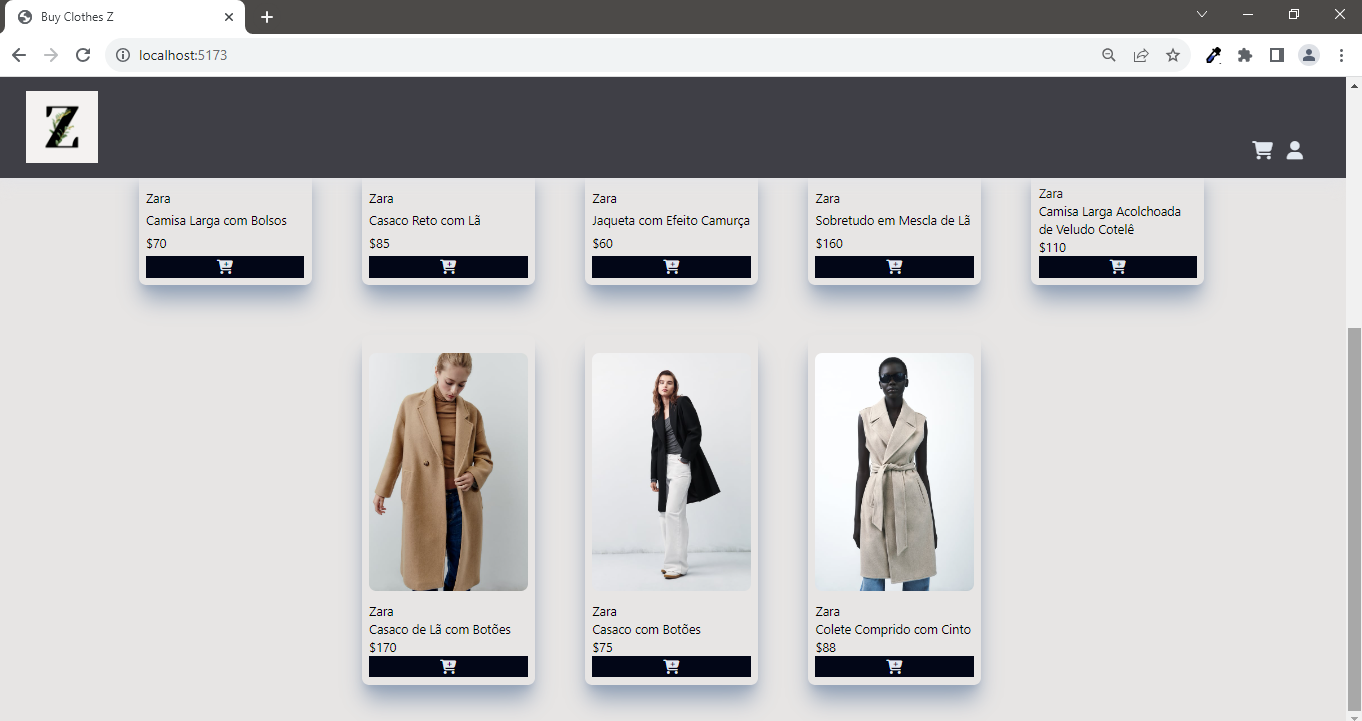 Buy Clothes Z
localhost:5173
Z
Zara
Camisa Larga com Bolsos
$70
Zara
Casaco Reto com Lã
$85
Zara
Jaqueta com Efeito Camurça
$60
Zara
Sobretudo em Mescla de Lã
$160
Zara
Camisa Larga Acolchoada
de Veludo Cotelê
$110
Zara
Casaco de Lã com Botões
$170
Zara
Casaco com Botões
$75
Zara
Colete Comprido com Cinto
$88